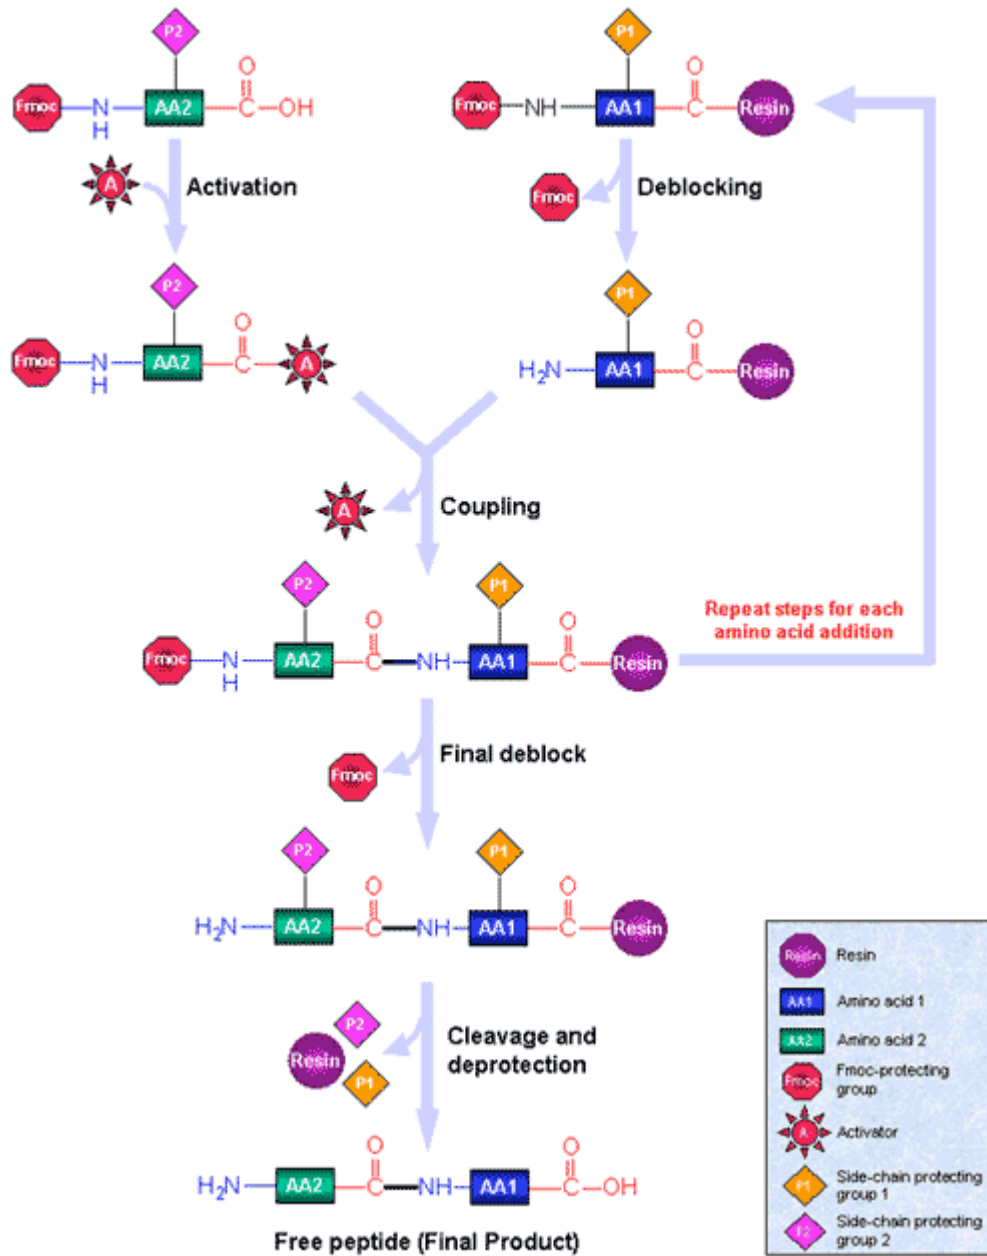 P2
P1
O
O
Fmoc
N
H
AA2
C
OH
Fmoc
NH
AA1
C
Resin
A
Activation
Fmoc
Deblocking
P2
P1
O
O
Fmoc
N
H
AA2
C
A
H2N
AA1
C
Resin
A
Coupling
P2
P1
Repeat steps for each
amino acid addition
O
O
Fmoc
N
H
AA2
C
NH
AA1
C
Resin
Fmoc
Final deblock
P2
P1
O
O
H2N
AA2
C
NH
AA1
C
Resin
P2
Resin
P1
Cleavage and
deprotection
O
O
H2N
AA2
C
NH
AA1
C
OH
Free peptide (Final Product)
Resin
Resin
AA1
Amino acid 1
AA2
Amino acid 2
Fmoc
Fmoc-protecting
group
A
Activator
P1
Side-chain protecting
group 1
P2
Side-chain protecting
group 2